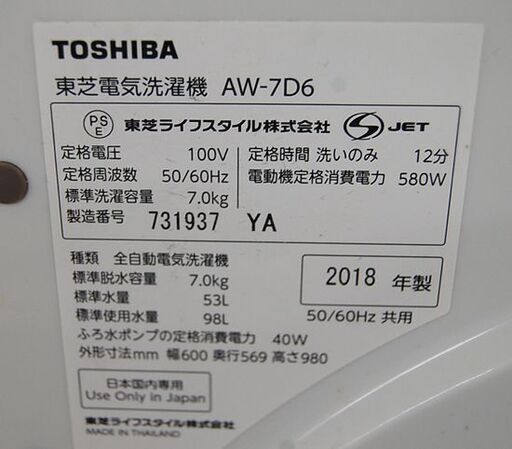 TOSHIBA
東芝電気洗濯機 AW-7D6
PS E 東芝ライフスタイル株式会社 S JET
定格電圧 100V 定格時間 洗いのみ 12分
定格周波数 50/60Hz 電動機定格消費電力 580W
標準洗濯容量 7.0kg
製造番号 731937 YA
種類 全自動電気洗濯機
標準脱水容量 7.0kg 2018 年製
標準水量 53L
標準使用水量 98L 50/60Hz 共用
ふろ水ポンプの定格消費電力 40W
外形寸法mm 幅600 奥行569 高さ980
日本国内専用
Use Only in Japan
東芝ライフスタイル株式会社
MADE IN THAILAND